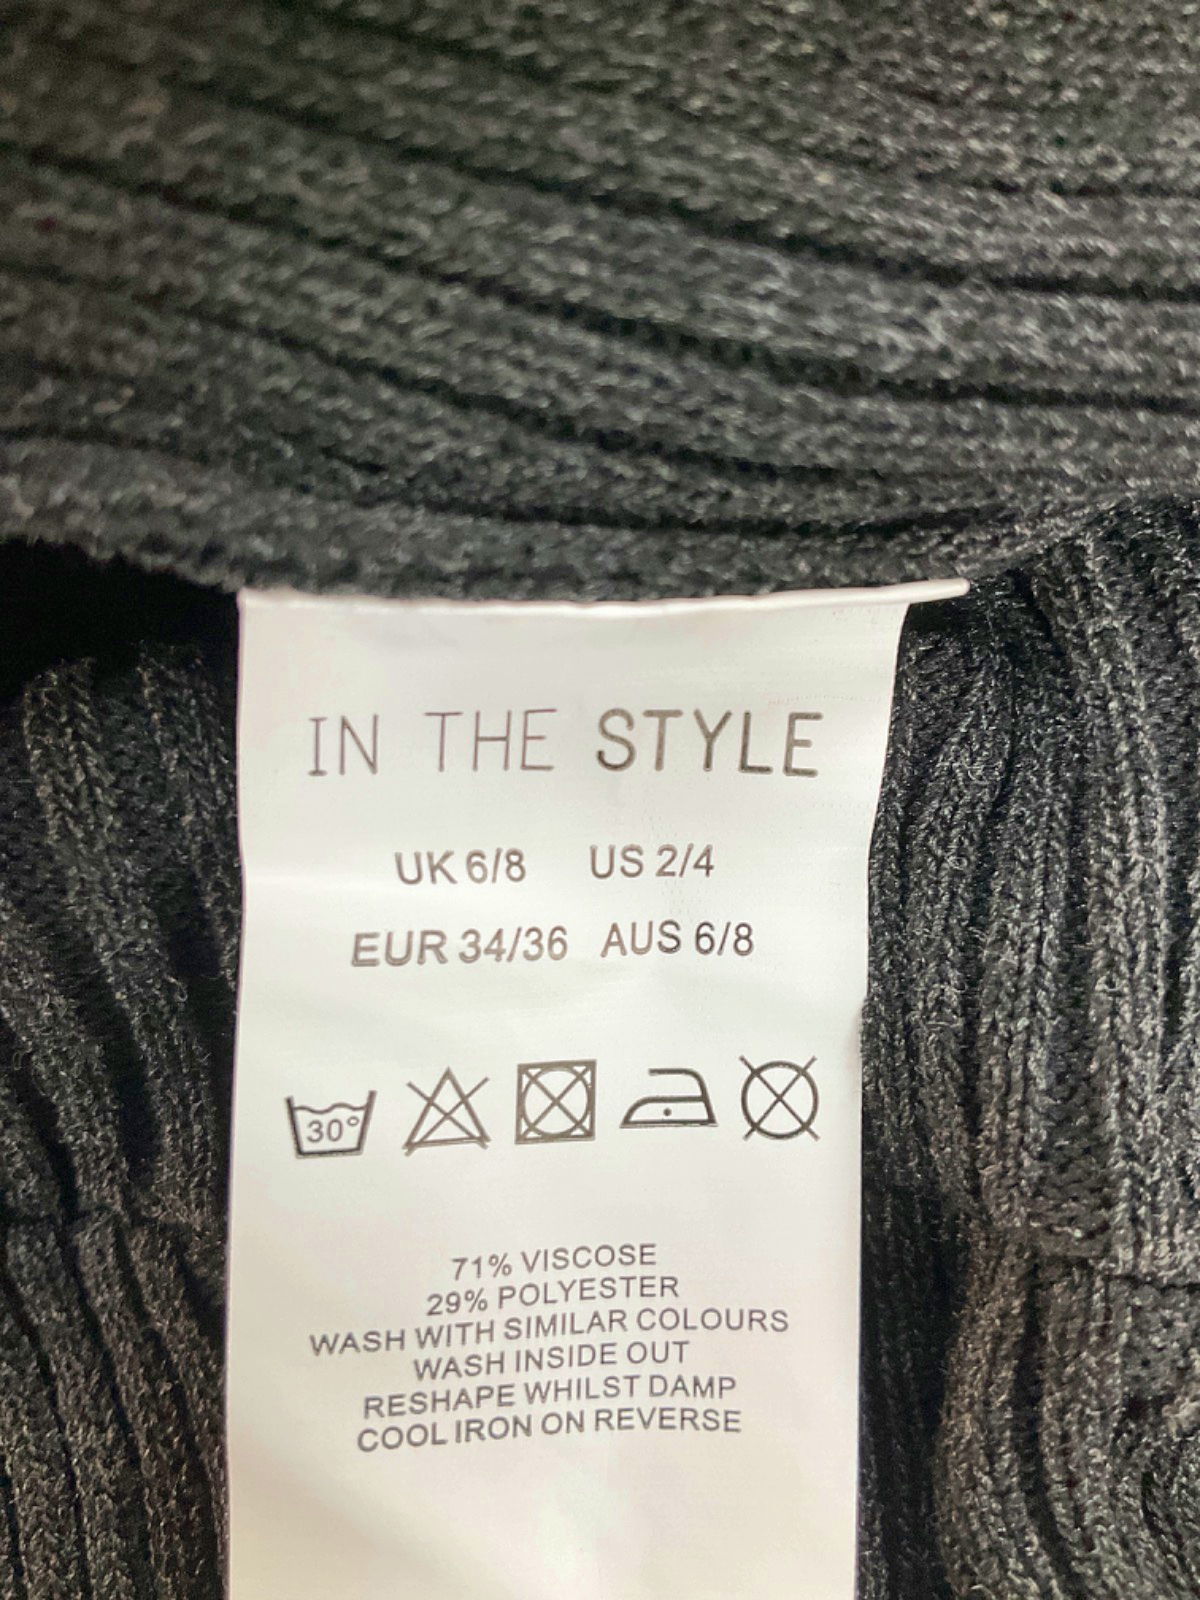 IN THE STYLE
UK 6/8 US 2/4
EUR 34/36 AUS 6/8
30°
71% VISCOSE
29% POLYESTER
WASH WITH SIMILAR COLOURS
WASH INSIDE OUT
RESHAPE WHILST DAMP
COOL IRON ON REVERSE